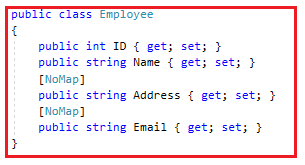 public class Employee
{
public int ID { get; set; }
public string Name { get; set; }
[NoMap]
public string Address { get; set; }
[NoMap]
public string Email { get; set; }
}